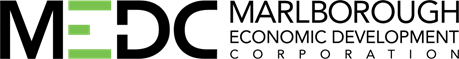 MEDC
MARLBOROUGH
ECONOMIC DEVELOPMENT
CORPORATION